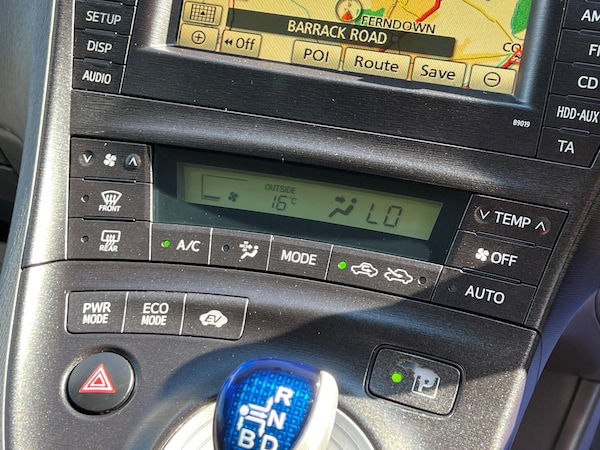 SETUP
DISP
AUDIO
FERNDOWN
BARRACK ROAD
Off
POI
Route
Save
AM
CD
HDD·AUX
TA
B9019
FRONT
REAR
OUTSIDE
16°C
LO
TEMP
OFF
A/C
MODE
AUTO
PWR MODE
ECO MODE
EV
R
N
B D